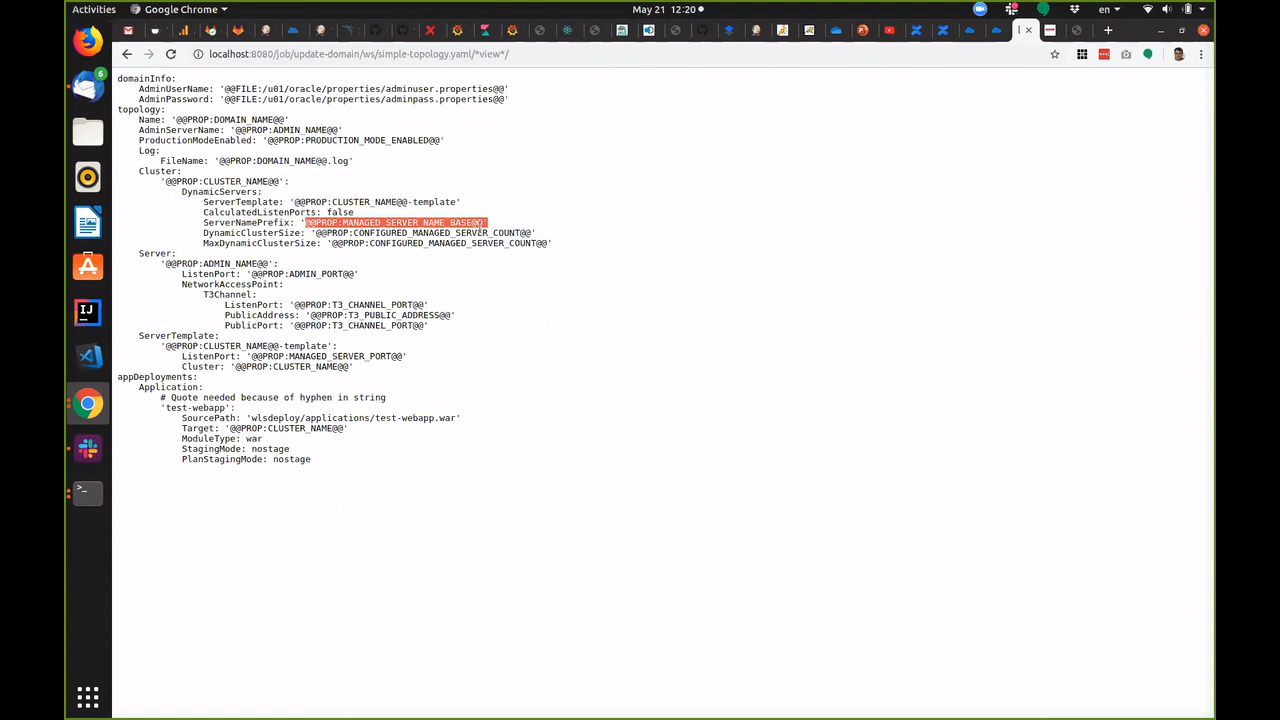 Activities
Google Chrome
May 21 12:20
en
6
localhost:8080/job/update-domain/ws/simple-topology.yaml/*view*/
domainInfo:
    AdminUserName: '@@FILE:/u01/oracle/properties/adminuser.properties@@'
    AdminPassword: '@@FILE:/u01/oracle/properties/adminpass.properties@@'
topology:
    Name: '@@PROP:DOMAIN_NAME@@'
    AdminServerName: '@@PROP:ADMIN_NAME@@'
    ProductionModeEnabled: '@@PROP:PRODUCTION_MODE_ENABLED@@'
    Log:
        FileName: '@@PROP:DOMAIN_NAME@@.log'
    Cluster:
        '@@PROP:CLUSTER_NAME@@':
            DynamicServers:
                ServerTemplate: '@@PROP:CLUSTER_NAME@@-template'
                CalculatedListenPorts: false
                ServerNamePrefix: '@@PROP:MANAGED_SERVER_NAME_BASE@@'
                DynamicClusterSize: '@@PROP:CONFIGURED_MANAGED_SERVER_COUNT@@'
                MaxDynamicClusterSize: '@@PROP:CONFIGURED_MANAGED_SERVER_COUNT@@'
    Server:
        '@@PROP:ADMIN_NAME@@':
            ListenPort: '@@PROP:ADMIN_PORT@@'
            NetworkAccessPoint:
                T3Channel:
                    ListenPort: '@@PROP:T3_CHANNEL_PORT@@'
                    PublicAddress: '@@PROP:T3_PUBLIC_ADDRESS@@'
                    PublicPort: '@@PROP:T3_CHANNEL_PORT@@'
    ServerTemplate:
        '@@PROP:CLUSTER_NAME@@-template':
            ListenPort: '@@PROP:MANAGED_SERVER_PORT@@'
            Cluster: '@@PROP:CLUSTER_NAME@@'
appDeployments:
    Application:
        # Quote needed because of hyphen in string
        'test-webapp':
            SourcePath: 'wlsdeploy/applications/test-webapp.war'
            Target: '@@PROP:CLUSTER_NAME@@'
            ModuleType: war
            StagingMode: nostage
            PlanStagingMode: nostage